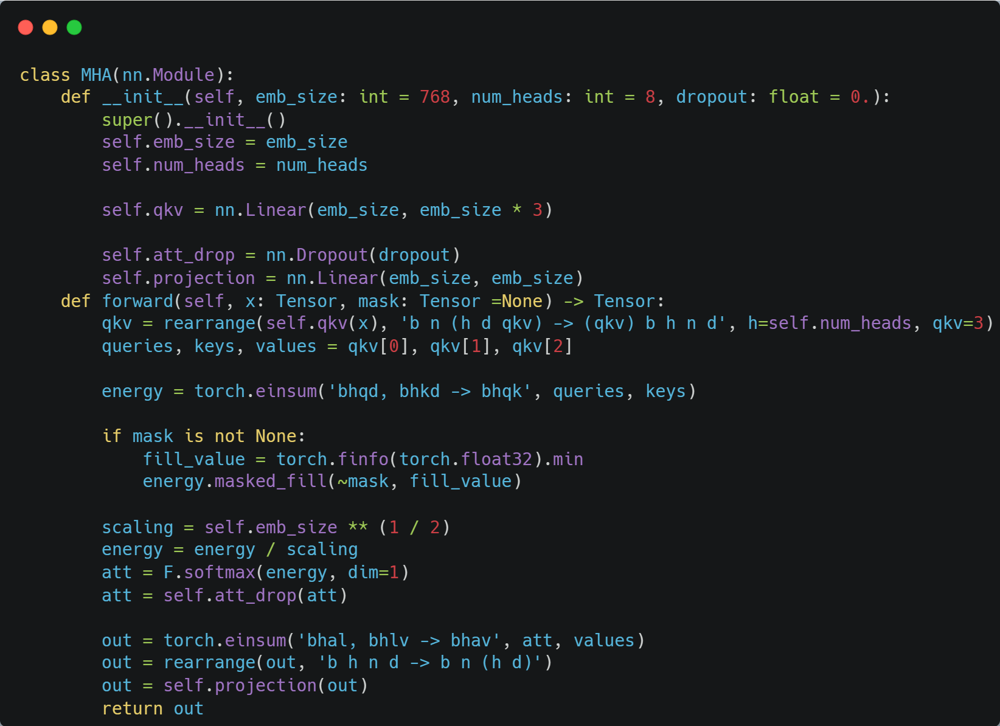 class MHA(nn.Module):
    def __init__(self, emb_size: int = 768, num_heads: int = 8, dropout: float = 0.):
        super().__init__()
        self.emb_size = emb_size
        self.num_heads = num_heads
        self.qkv = nn.Linear(emb_size, emb_size * 3)
        self.att_drop = nn.Dropout(dropout)
        self.projection = nn.Linear(emb_size, emb_size)
    def forward(self, x: Tensor, mask: Tensor =None) -> Tensor:
        qkv = rearrange(self.qkv(x), 'b n (h d qkv) -> (qkv) b h n d', h=self.num_heads, qkv=3)
        queries, keys, values = qkv[0], qkv[1], qkv[2]
        energy = torch.einsum('bhqd, bhkd -> bhqk', queries, keys)
        if mask is not None:
            fill_value = torch.finfo(torch.float32).min
            energy.masked_fill(~mask, fill_value)
        scaling = self.emb_size ** (1 / 2)
        energy = energy / scaling
        att = F.softmax(energy, dim=1)
        att = self.att_drop(att)
        out = torch.einsum('bhal, bhlv -> bhav', att, values)
        out = rearrange(out, 'b h n d -> b n (h d)')
        out = self.projection(out)
        return out